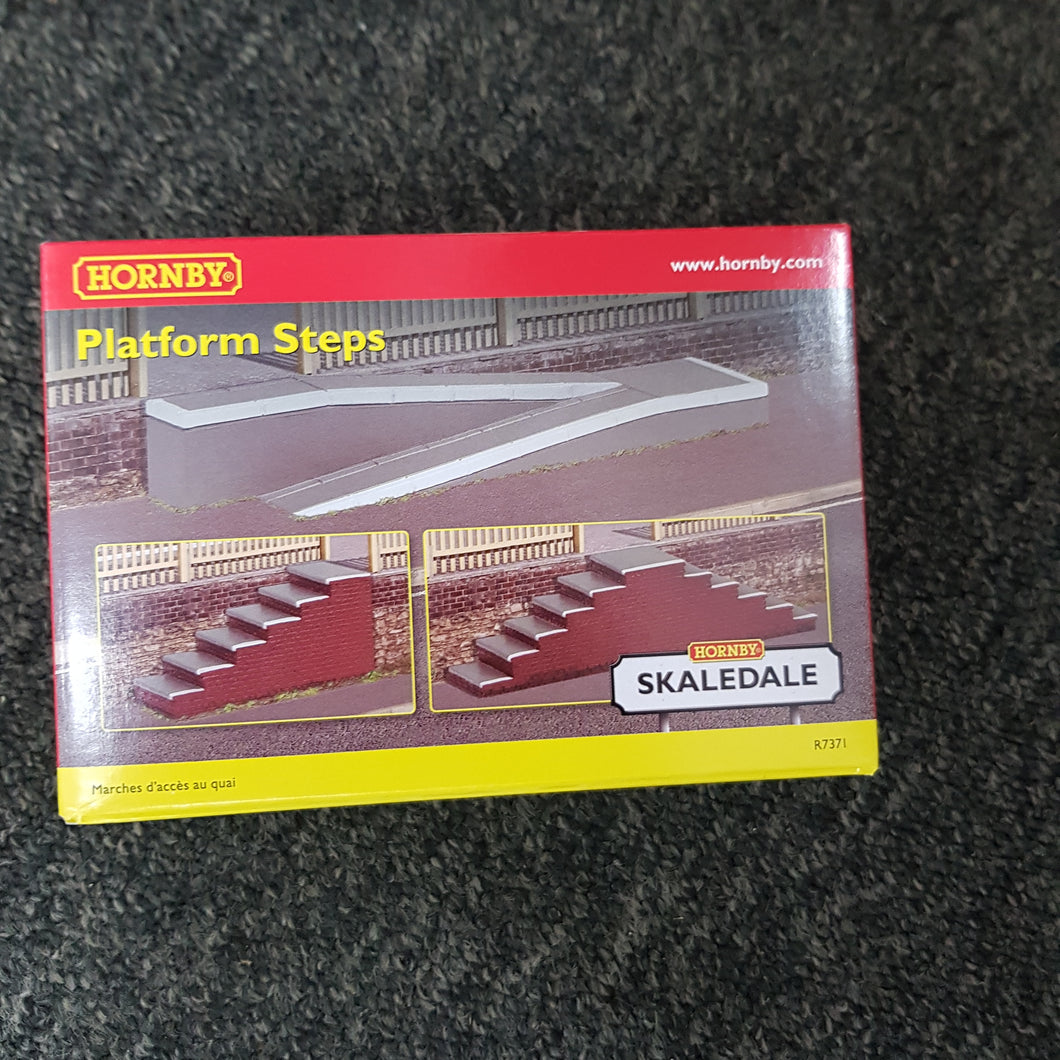 HORNBY®
www.hornby.com
Platform Steps
HORNBY
SKALEDALE
R7371
Marches d'accès au quai